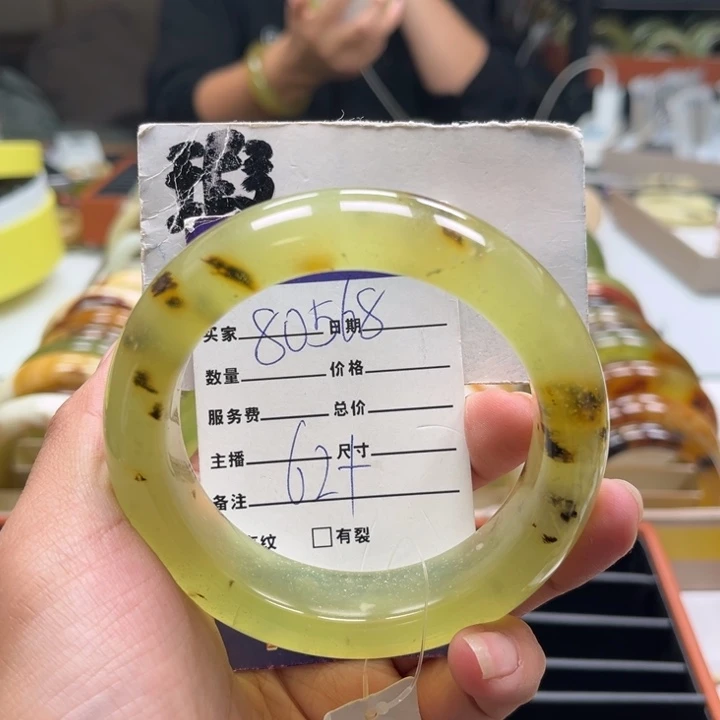 买家 80568 日期
数量 价格
服务费 总价
主播 62+ 尺寸
备注
纹 □有裂